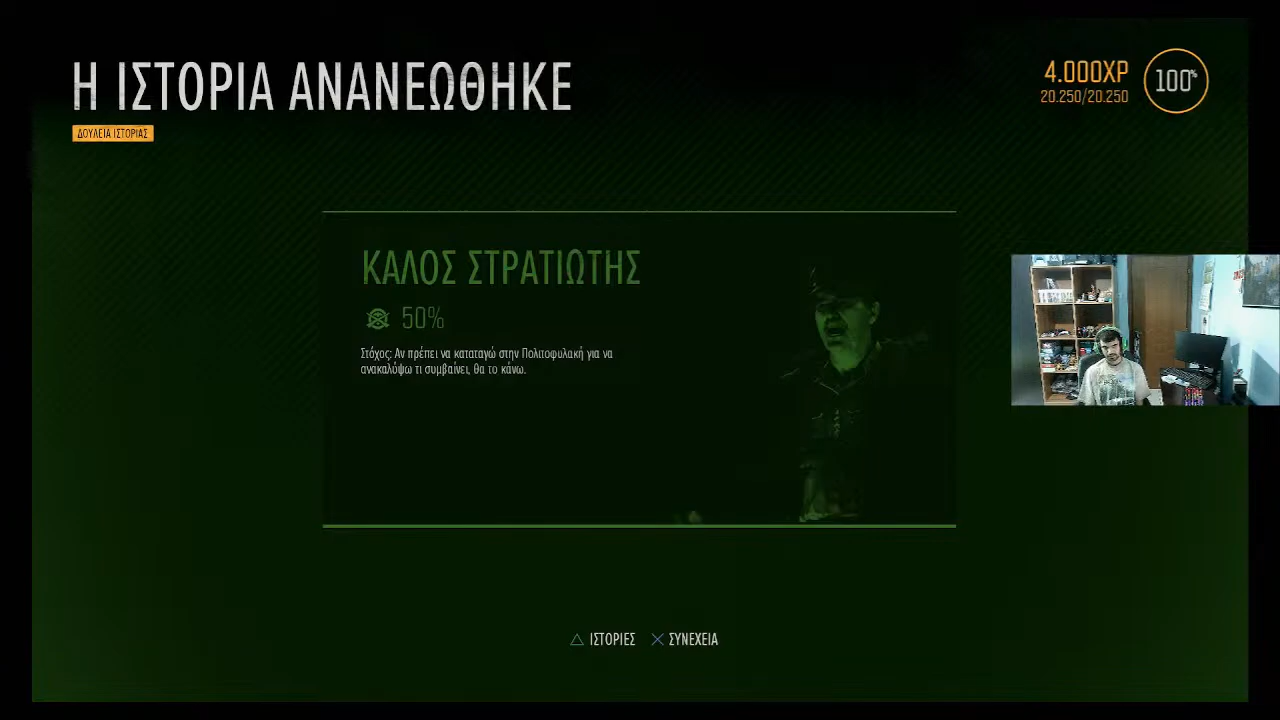 Η ΙΣΤΟΡΙΑ ΑΝΑΝΕΩΘΗΚΕ
ΔΟΥΛΕΙΑ ΙΣΤΟΡΙΑΣ
4.000XP
20.250/20.250
100%
ΚΑΛΟΣ ΣΤΡΑΤΙΩΤΗΣ
50%
Στόχος: Αν πρέπει να καταταγώ στην Πολιτοφυλακή για να
ανακαλύψω τι συμβαίνει, θα το κάνω.
ΙΣΤΟΡΙΕΣ ΣΥΝΕΧΕΙΑ